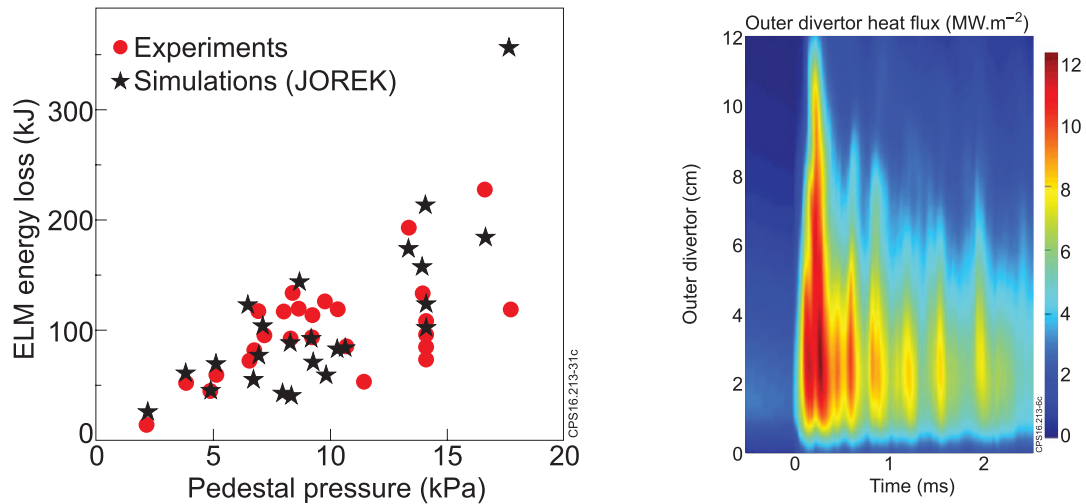 Experiments
Simulations (JOREK)
ELM energy loss (kJ)
300
200
100
0
0 5 10 15 20
Pedestal pressure (kPa)
CPS16.213-31c
Outer divertor heat flux (MW.m−2)
Outer divertor (cm)
12
10
8
6
4
2
0
0 1 2
Time (ms)
CPS16.213-6c
12
10
8
6
4
2
0